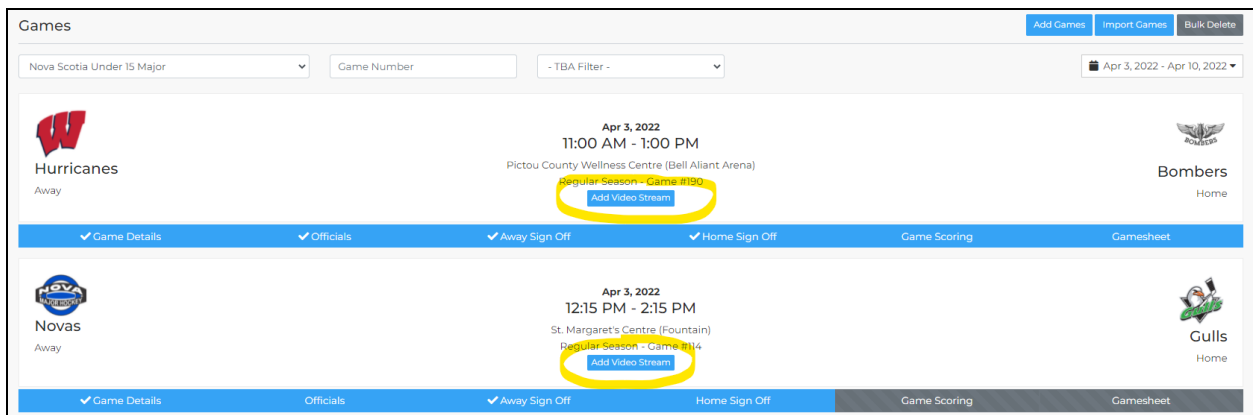 Games
Add Games Import Games Bulk Delete
Nova Scotia Under 15 Major Game Number - TBA Filter - Apr 3, 2022 - Apr 10, 2022
W
Apr 3, 2022
11:00 AM - 1:00 PM
BOMBERS
Hurricanes
Pictou County Wellness Centre (Bell Aliant Arena)
Bombers
Regular Season - Game #190
Away
Add Video Stream
Home
Game Details Officials Away Sign Off Home Sign Off Game Scoring Gamesheet
NOVA
MAJOR HOCKEY
Apr 3, 2022
12:15 PM - 2:15 PM
Gulls
Novas
St. Margaret's Centre (Fountain)
Gulls
Regular Season - Game #114
Away
Add Video Stream
Home
Game Details Officials Away Sign Off Home Sign Off Game Scoring Gamesheet